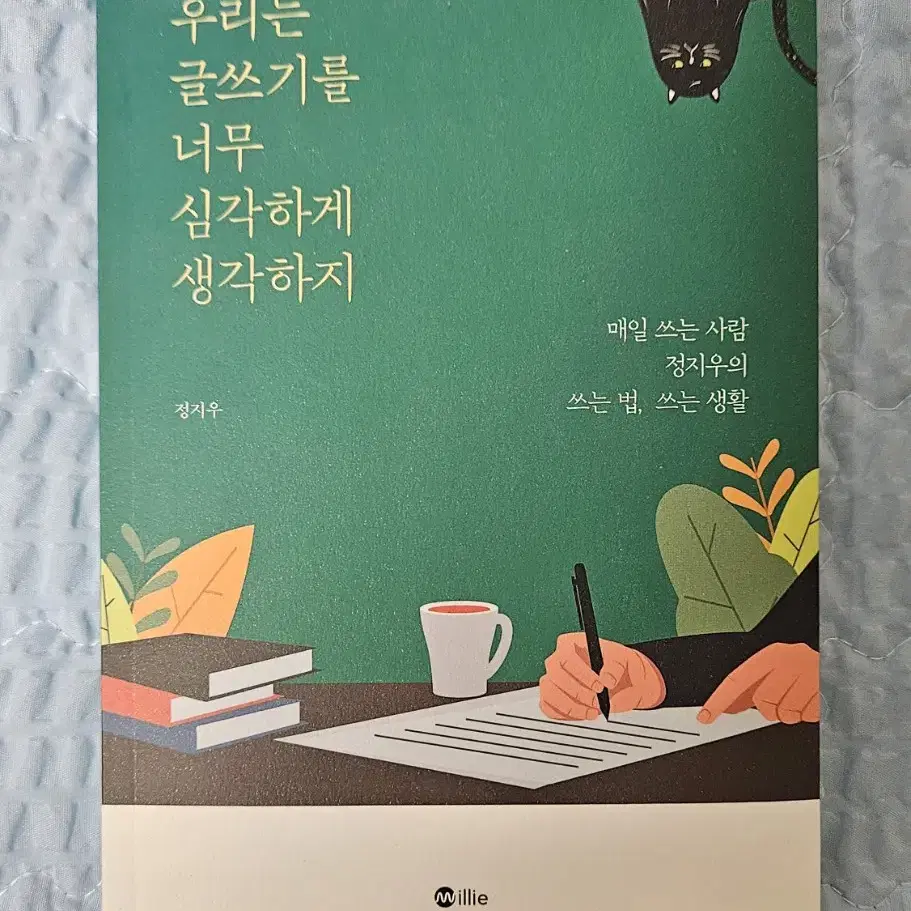 우리는
글쓰기를
너무
심각하게
생각하지
매일 쓰는 사람
정지우의
쓰는 법, 쓰는 생활
정지우
Millie